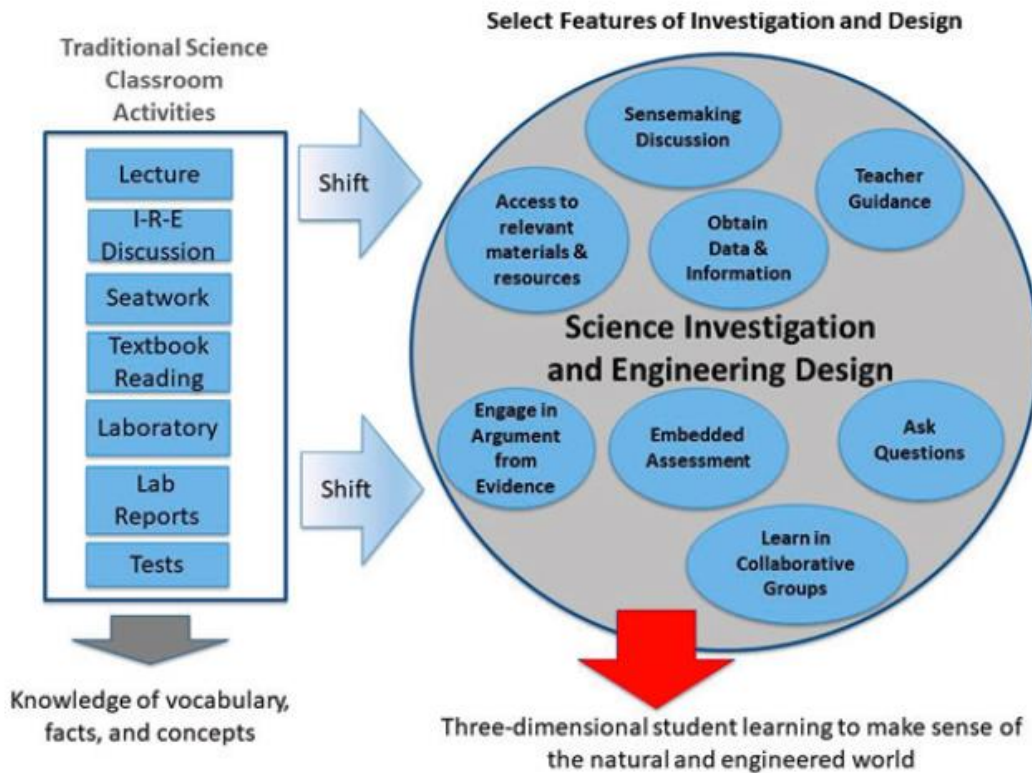 Select Features of Investigation and Design
Traditional Science
Classroom
Activities
Lecture
I-R-E
Discussion
Seatwork
Textbook
Reading
Laboratory
Lab
Reports
Tests
Shift
Shift
Sensemaking
Discussion
Teacher
Guidance
Access to
relevant
materials &
resources
Obtain
Data &
Information
Science Investigation
and Engineering Design
Engage in
Argument
from
Evidence
Embedded
Assessment
Ask
Questions
Learn in
Collaborative
Groups
Knowledge of vocabulary,
facts, and concepts
Three-dimensional student learning to make sense of
the natural and engineered world